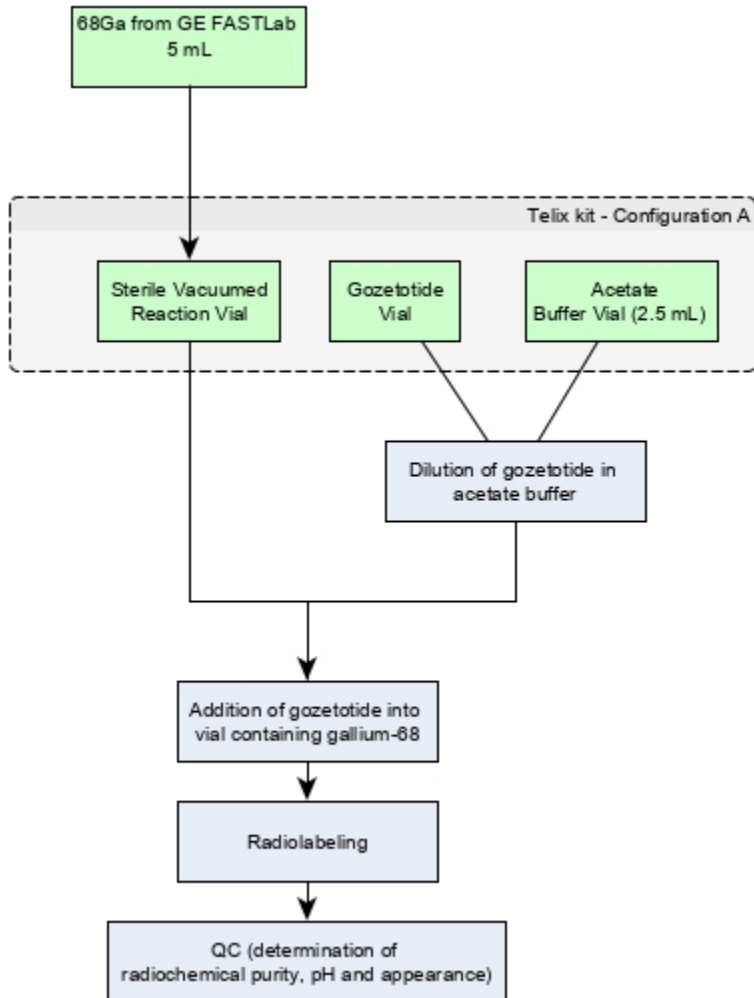 68Ga from GE FASTLab
5 mL
Telix kit - Configuration A
Sterile Vacuumed
Reaction Vial
Gozetotide
Vial
Acetate
Buffer Vial (2.5 mL)
Dilution of gozetotide in
acetate buffer
Addition of gozetotide into
vial containing gallium-68
Radiolabeling
QC (determination of
radiochemical purity, pH and appearance)